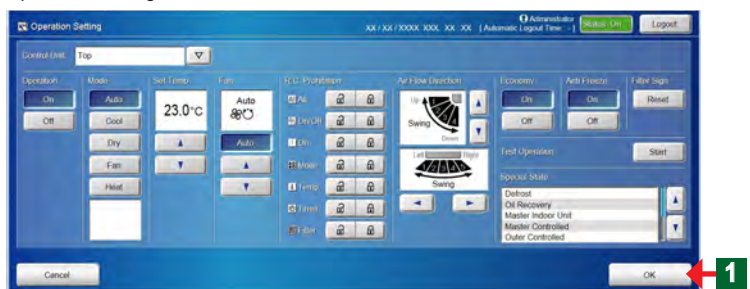 Operation Setting
XX / XX / XXXX XXX, XX : XX
Administrator
(Automatic Logout Time : - )
Status: On
Logout
Control Unit
Top
Operation
On
Off
Mode
Auto
Cool
Dry
Fan
Heat
Set Temp.
23.0°C
Fan
Auto
Auto
R.C. Prohibition
All
On/Off
On
Mode
Temp
Timer
Filter
Air Flow Direction
Up
Swing
Down
Left
Right
Swing
Economy
On
Off
Anti Freeze
On
Off
Filter Sign
Reset
Test Operation
Start
Special State
Defrost
Oil Recovery
Master Indoor Unit
Master Controlled
Outer Controlled
Cancel
OK
1